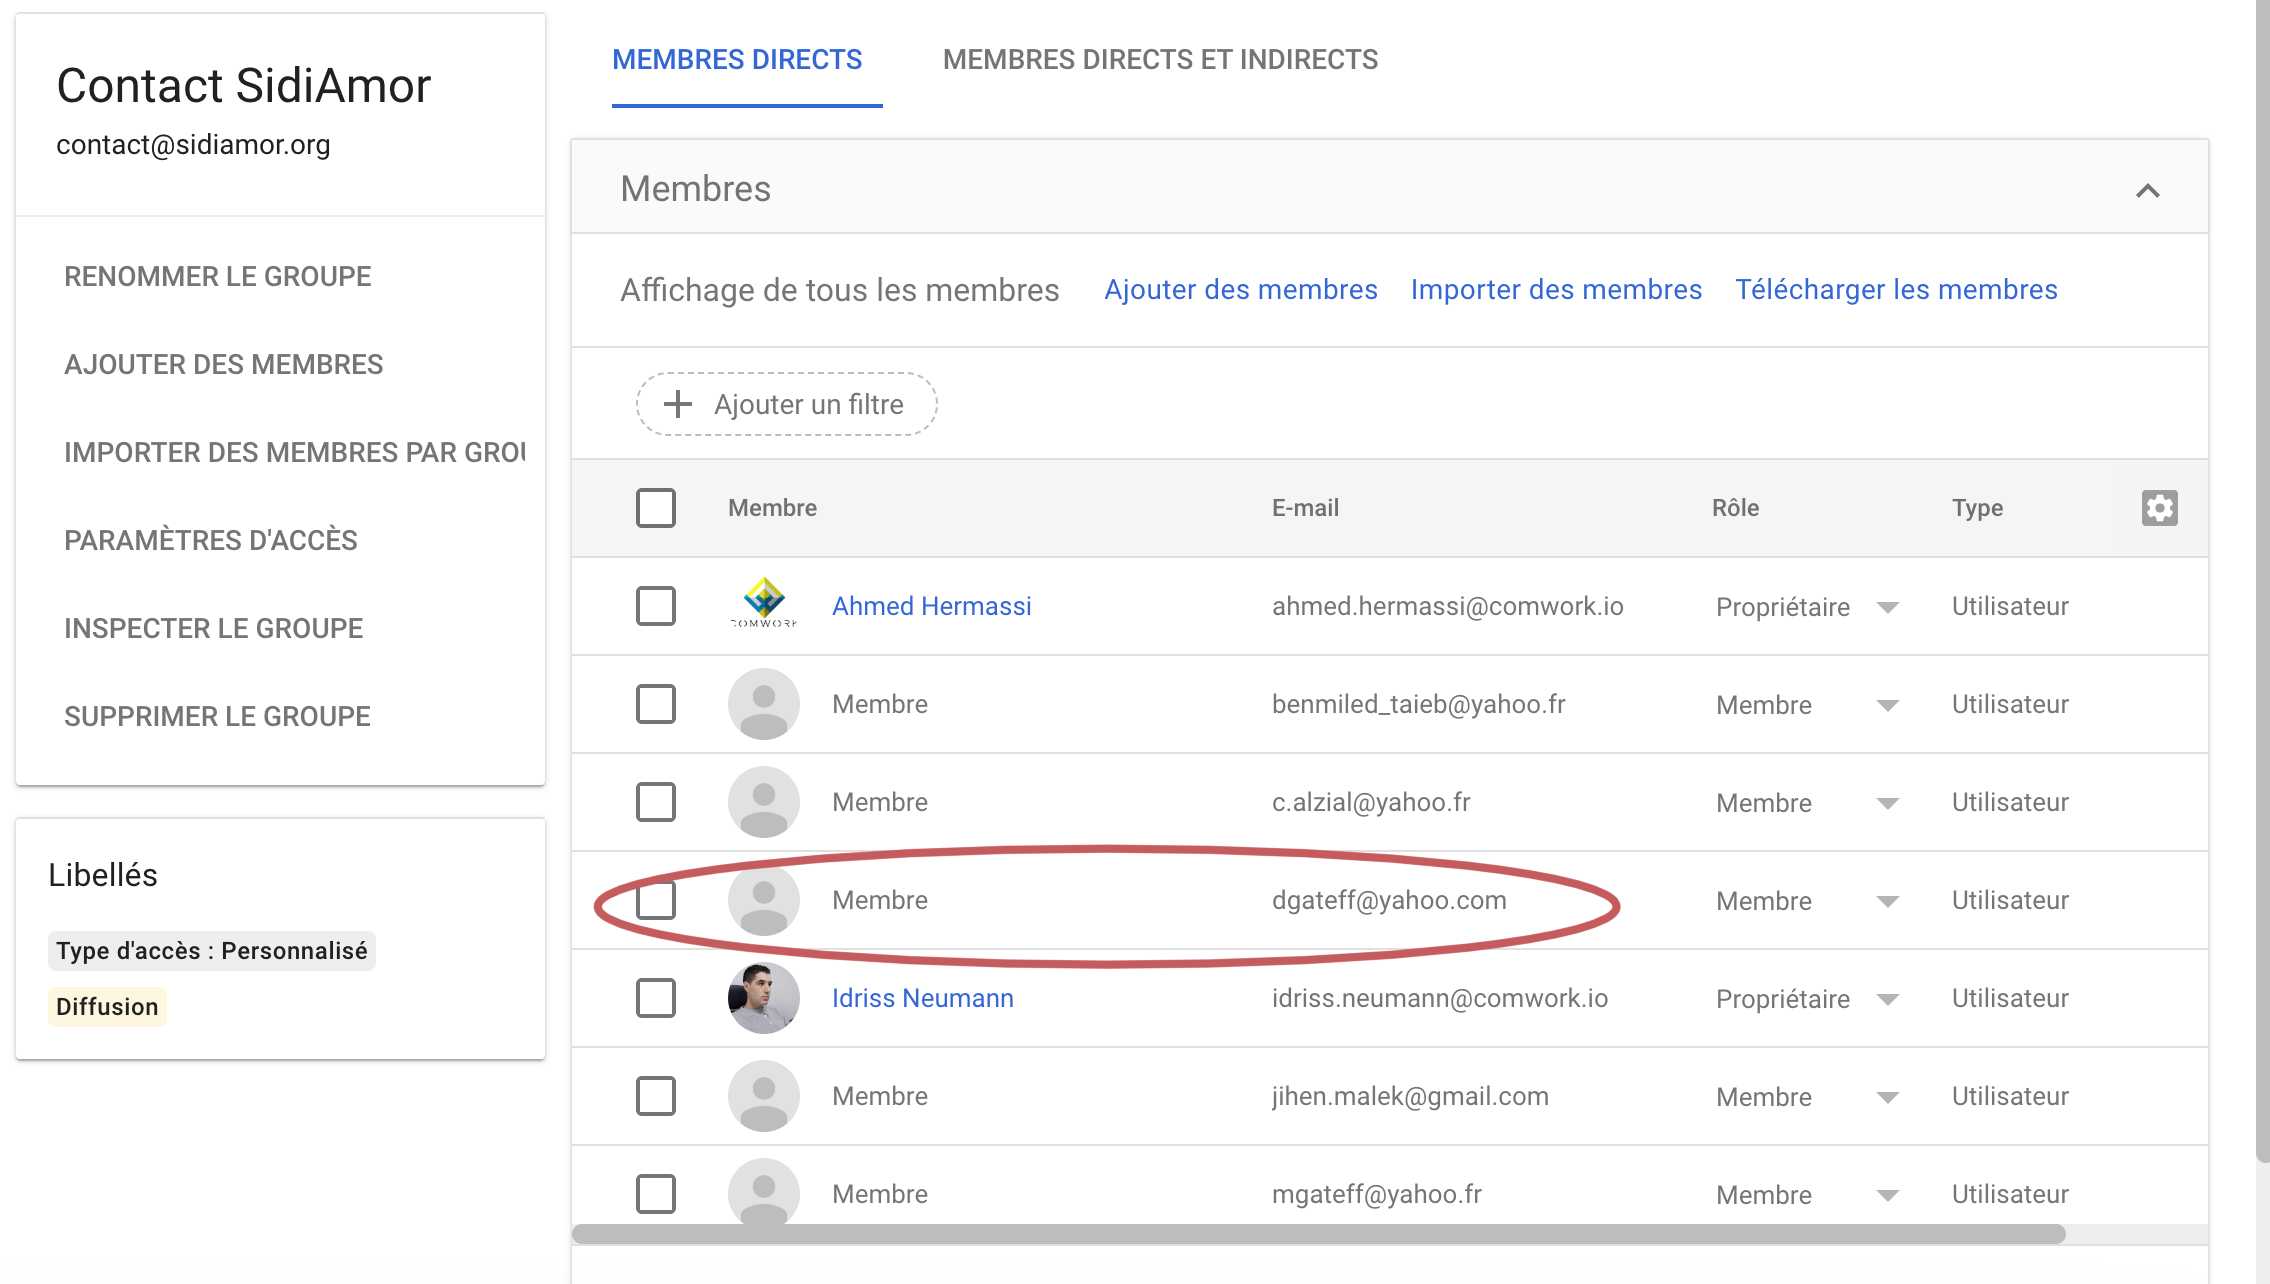 Contact SidiAmor
contact@sidiamor.org
RENOMMER LE GROUPE
AJOUTER DES MEMBRES
IMPORTER DES MEMBRES PAR GROU
PARAMÈTRES D'ACCÈS
INSPECTER LE GROUPE
SUPPRIMER LE GROUPE
Libellés
Type d'accès : Personnalisé
Diffusion
MEMBRES DIRECTS MEMBRES DIRECTS ET INDIRECTS
Membres
Affichage de tous les membres Ajouter des membres Importer des membres Télécharger les membres
Ajouter un filtre
Membre E-mail Rôle Type
COMWORK Ahmed Hermassi ahmed.hermassi@comwork.io Propriétaire Utilisateur
Membre benmiled_taieb@yahoo.fr Membre Utilisateur
Membre c.alzial@yahoo.fr Membre Utilisateur
Membre dgateff@yahoo.com Membre Utilisateur
Idriss Neumann idriss.neumann@comwork.io Propriétaire Utilisateur
Membre jihen.malek@gmail.com Membre Utilisateur
Membre mgateff@yahoo.fr Membre Utilisateur